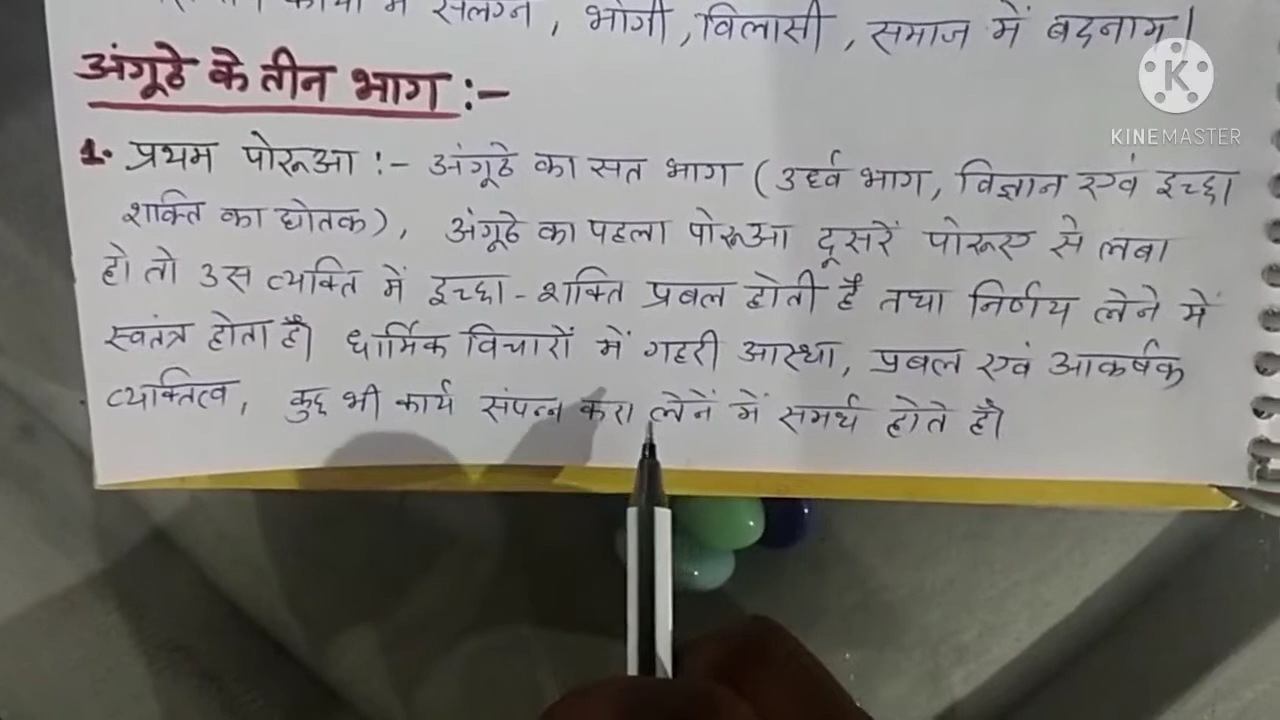 कार्यों में संलग्न, भोगी, विलासी, समाज में बदनाम।
अंगूठे के तीन भाग :-
KINEMASTER
1. प्रथम पोरूआ :- अंगूठे का सत भाग (उर्ध्व भाग, विज्ञान एवं इच्छा
शक्ति का द्योतक), अंगूठे का पहला पोरूआ दूसरें पोरूए से लंबा
हो तो उस व्यक्ति में इच्छा-शक्ति प्रबल होती है तथा निर्णय लेने में
स्वतंत्र होता है। धार्मिक विचारों में गहरी आस्था, प्रबल एवं आकर्षक
व्यक्तित्व, कुछ भी कार्य संपन्न करा लेनें में समर्थ होते है।